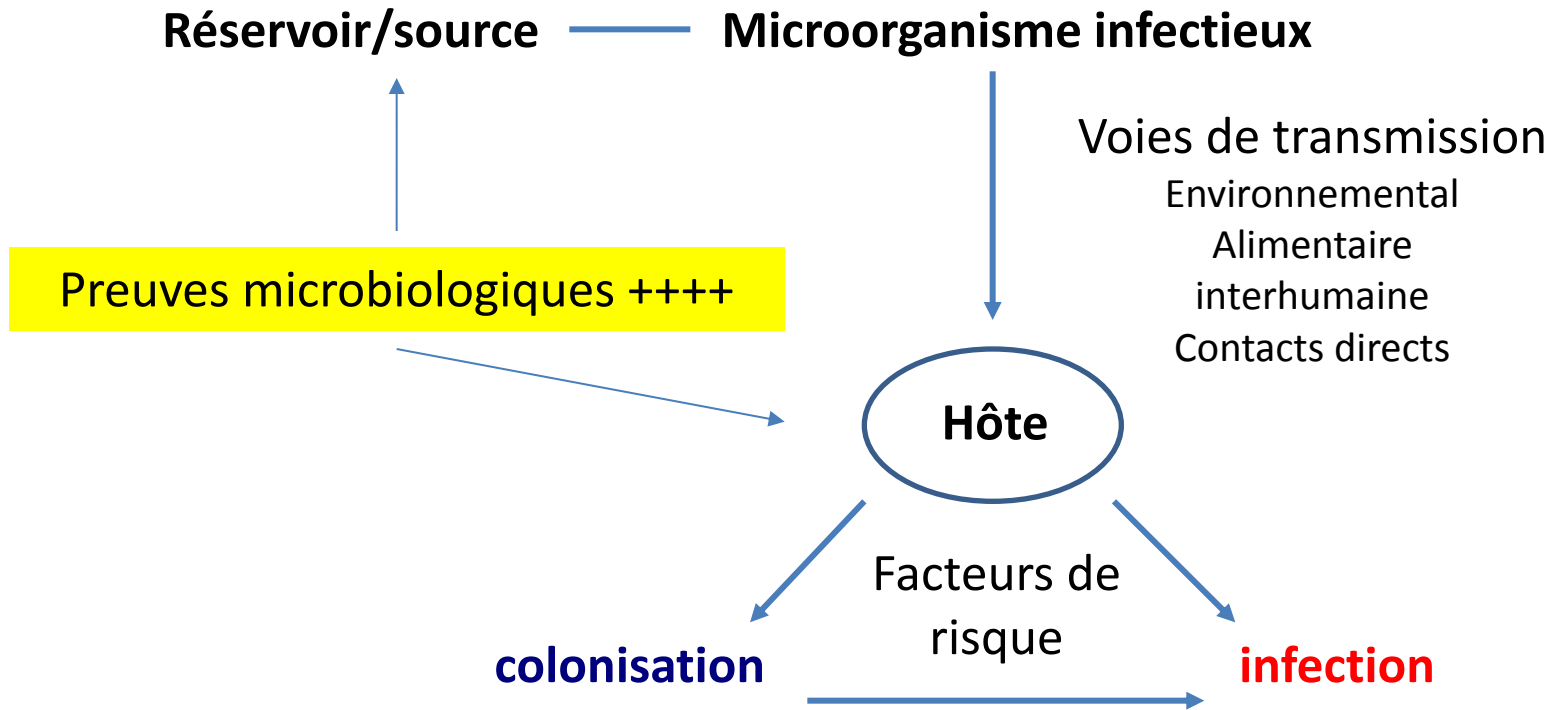 Réservoir/source
Microorganisme infectieux
Voies de transmission
Environnemental
Alimentaire
interhumaine
Contacts directs
Preuves microbiologiques ++++
Hôte
Facteurs de
risque
colonisation
infection